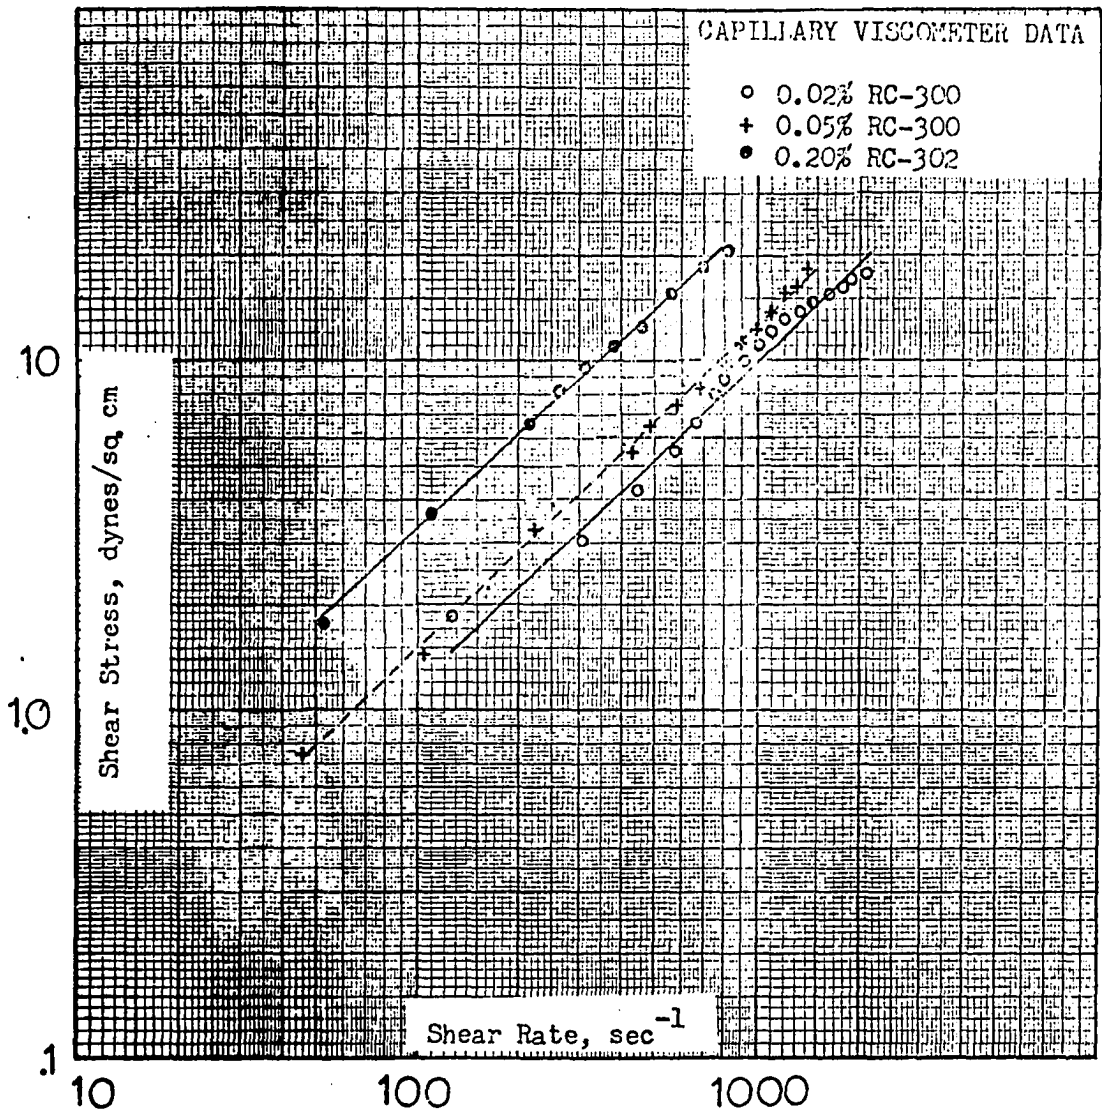 CAPILLARY VISCOMETER DATA
o 0.02% RC-300
+ 0.05% RC-300
● 0.20% RC-302
10
1.0
.1
Shear Stress, dynes/sq. cm
Shear Rate, sec⁻¹
10 100 1000